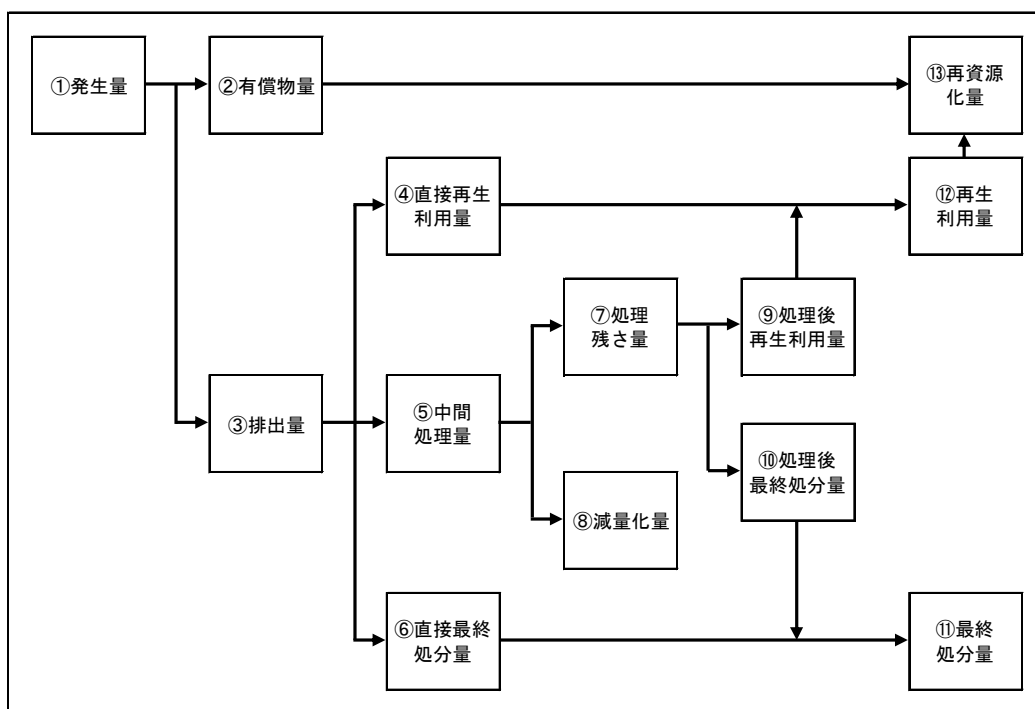 ①発生量
②有償物量
⑬再資源
化量
④直接再生
利用量
⑫再生
利用量
⑦処理
残さ量
⑨処理後
再生利用量
③排出量
⑤中間
処理量
⑩処理後
最終処分量
⑧減量化量
⑥直接最終
処分量
⑪最終
処分量